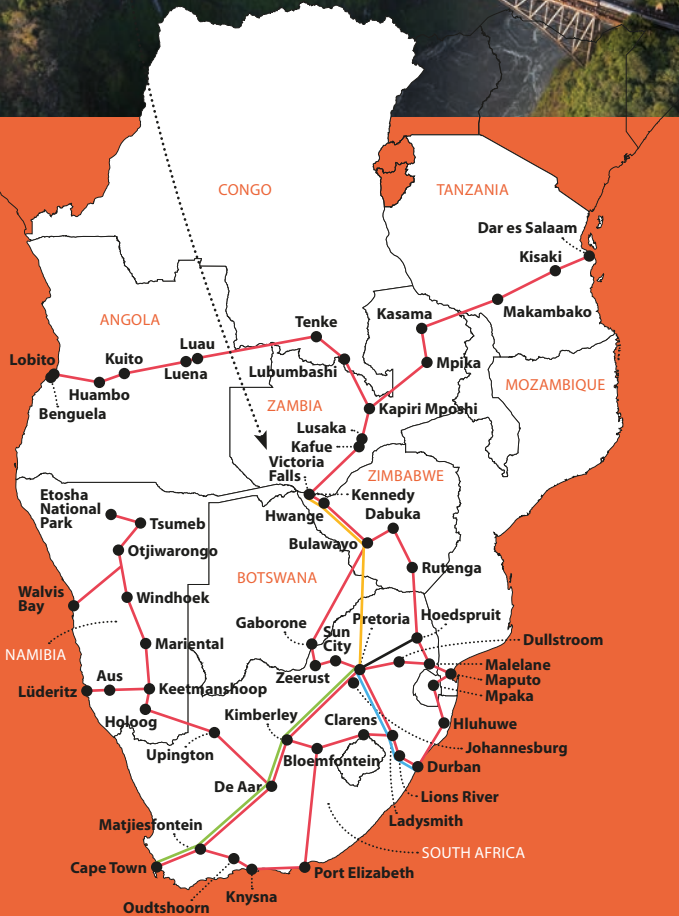 CONGO
TANZANIA
Dar es Salaam
Kisaki
Makambako
Kasama
Tenke
ANGOLA
Luau
Lobito
Kuito
Luena
Lubumbashi
Mpika
Huambo
MOZAMBIQUE
Benguela
ZAMBIA
Kapiri Mposhi
Lusaka
Kafue
Victoria
Falls
ZIMBABWE
Etosha
National
Park
Kennedy
Hwange
Dabuka
Tsumeb
Bulawayo
Otjiwarongo
Rutenga
BOTSWANA
Walvis
Bay
Windhoek
Gaborone
Sun
City
Pretoria
Hoedspruit
NAMIBIA
Mariental
Dullstroom
Zeerust
Malelane
Maputo
Mpaka
Lüderitz
Aus
Keetmanshoop
Holoog
Kimberley
Clarens
Hluhuwe
Johannesburg
Upington
Bloemfontein
Durban
De Aar
Lions River
Ladysmith
Matjiesfontein
SOUTH AFRICA
Cape Town
Port Elizabeth
Knysna
Oudtshoorn